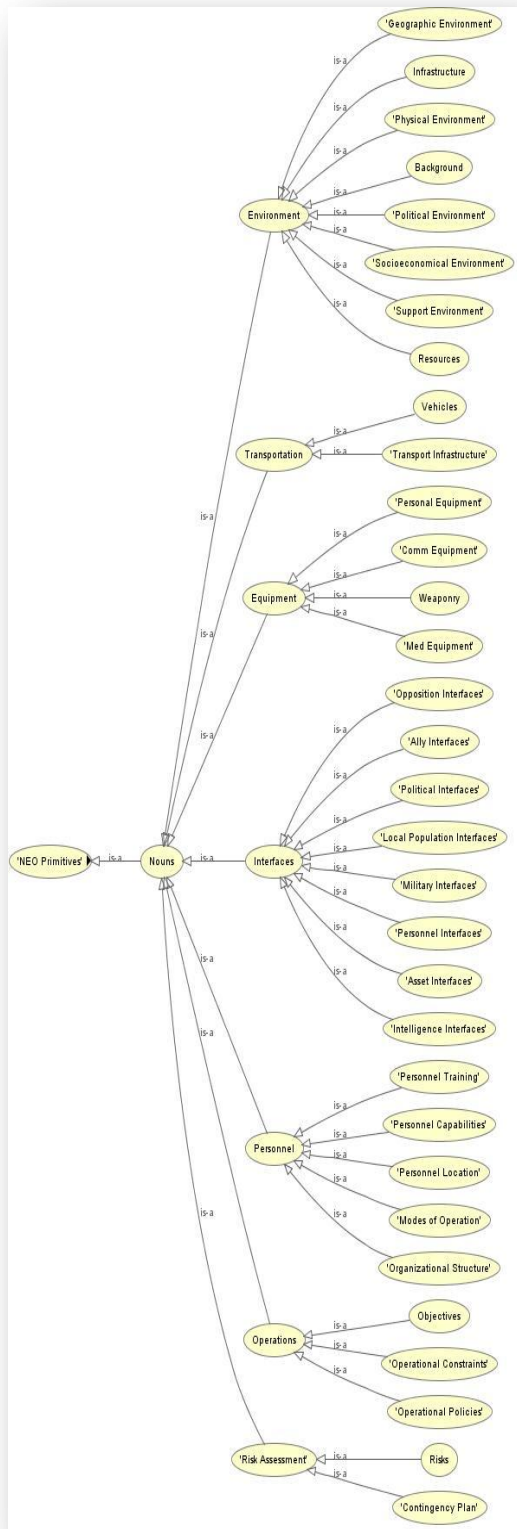 'Geographic Environment'
is-a
Infrastructure
is-a
'Physical Environment'
is-a
Background
is-a
Environment
is-a
'Political Environment'
is-a
'Socioeconomical Environment'
is-a
'Support Environment'
is-a
Resources
Vehicles
is-a
Transportation
is-a
'Transport Infrastructure'
'Personal Equipment'
is-a
is-a
'Comm Equipment'
is-a
Equipment
is-a
Weaponry
is-a
is-a
'Med Equipment'
'Opposition Interfaces'
is-a
is-a
'Ally Interfaces'
is-a
'Political Interfaces'
is-a
'Local Population Interfaces'
is-a
'NEO Primitives'
is-a
Nouns
is-a
Interfaces
is-a
'Military Interfaces'
is-a
'Personnel Interfaces'
is-a
is-a
'Asset Interfaces'
is-a
'Intelligence Interfaces'
is-a
'Personnel Training'
is-a
'Personnel Capabilities'
is-a
Personnel
is-a
'Personnel Location'
is-a
is-a
'Modes of Operation'
is-a
'Organizational Structure'
Objectives
is-a
Operations
is-a
'Operational Constraints'
is-a
'Operational Policies'
'Risk Assessment'
is-a
Risks
is-a
'Contingency Plan'